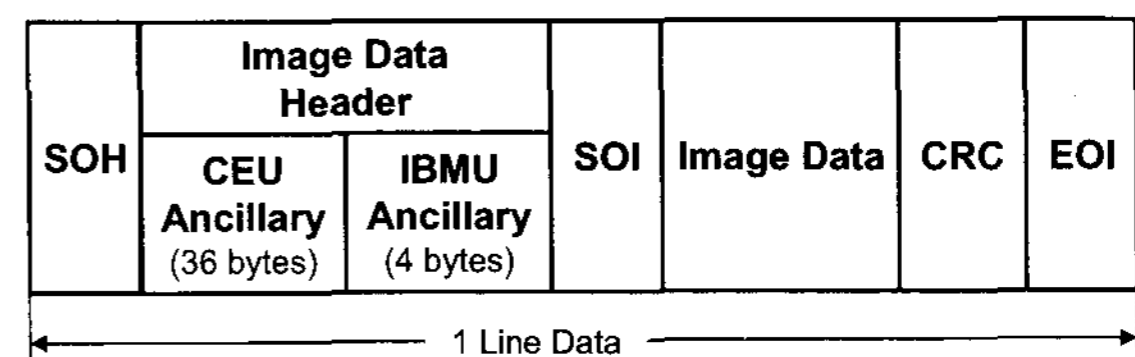 SOH
Image Data
Header
CEU
Ancillary
(36 bytes)
IBMU
Ancillary
(4 bytes)
SOI
Image Data
CRC
EOI
1 Line Data